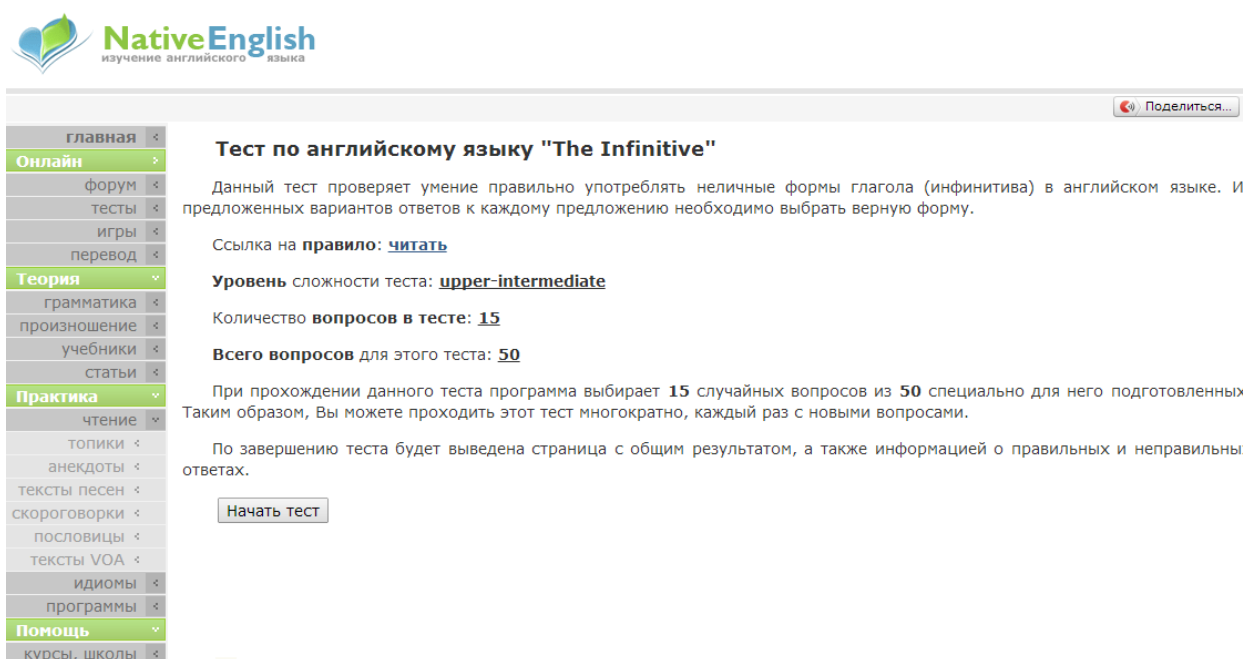 NativeEnglish
изучение английского языка
Поделиться...
главная
Онлайн
форум
тесты
игры
перевод
Теория
грамматика
произношение
учебники
статьи
Практика
чтение
топики
анекдоты
тексты песен
скороговорки
пословицы
тексты VOA
идиомы
программы
Помощь
курсы, школы
Тест по английскому языку "The Infinitive"
Данный тест проверяет умение правильно употреблять неличные формы глагола (инфинитива) в английском языке. И
предложенных вариантов ответов к каждому предложению необходимо выбрать верную форму.
Ссылка на правило: читать
Уровень сложности теста: upper-intermediate
Количество вопросов в тесте: 15
Всего вопросов для этого теста: 50
При прохождении данного теста программа выбирает 15 случайных вопросов из 50 специально для него подготовленных
Таким образом, Вы можете проходить этот тест многократно, каждый раз с новыми вопросами.
По завершению теста будет выведена страница с общим результатом, а также информацией о правильных и неправильны
ответах.
Начать тест